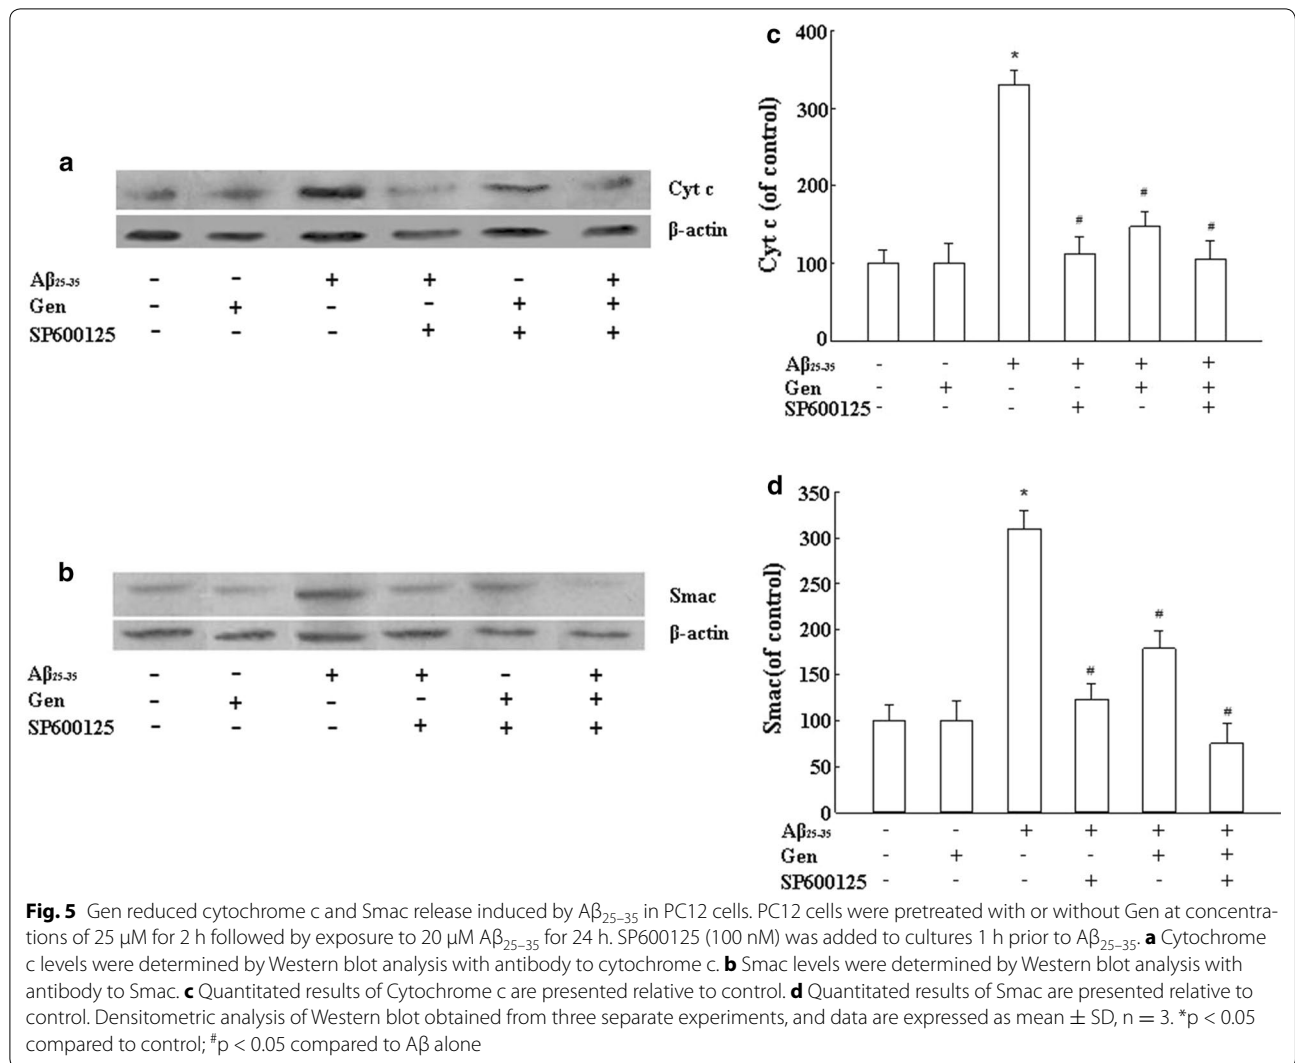 a
Cyt c
β-actin
Aβ25-35 - - + + - +
Gen - + - - + +
SP600125 - - - + + +
b
Smac
β-actin
Aβ25-35 - - + + - +
Gen - + - - + +
SP600125 - - - + + +
c
Cyt c (of control)
400
300
200
100
0
*
#
#
#
Aβ25-35 - - + + + +
Gen - + - - + +
SP600125 - - - + - +
d
Smac(of control)
350
300
250
200
150
100
50
0
*
#
#
#
Aβ25-35 - - + + + +
Gen - + - - + +
SP600125 - - - + - +
Fig. 5 Gen reduced cytochrome c and Smac release induced by Aβ25–35 in PC12 cells. PC12 cells were pretreated with or without Gen at concentra-
tions of 25 μM for 2 h followed by exposure to 20 μM Aβ25–35 for 24 h. SP600125 (100 nM) was added to cultures 1 h prior to Aβ25–35. a Cytochrome
c levels were determined by Western blot analysis with antibody to cytochrome c. b Smac levels were determined by Western blot analysis with
antibody to Smac. c Quantitated results of Cytochrome c are presented relative to control. d Quantitated results of Smac are presented relative to
control. Densitometric analysis of Western blot obtained from three separate experiments, and data are expressed as mean ± SD, n = 3. *p < 0.05
compared to control; #p < 0.05 compared to Aβ alone